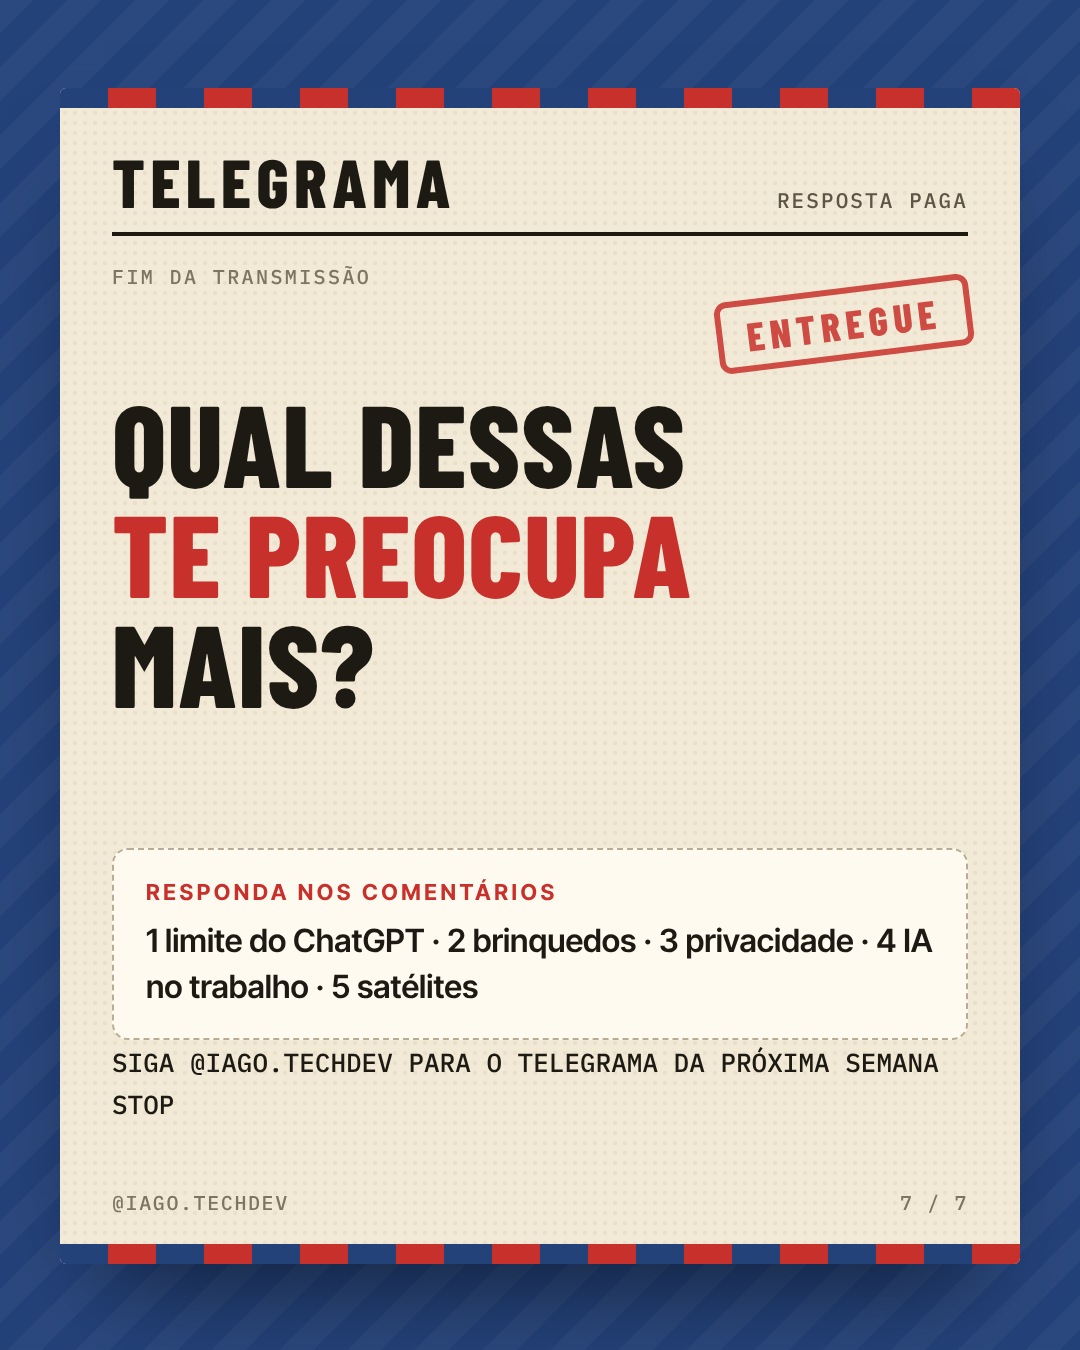 TELEGRAMA
RESPOSTA PAGA
FIM DA TRANSMISSÃO
ENTREGUE
QUAL DESSAS
TE PREOCUPA
MAIS?
RESPONDA NOS COMENTÁRIOS
1 limite do ChatGPT · 2 brinquedos · 3 privacidade · 4 IA
no trabalho · 5 satélites
SIGA @IAGO.TECHDEV PARA O TELEGRAMA DA PRÓXIMA SEMANA
STOP
@IAGO.TECHDEV
7 / 7